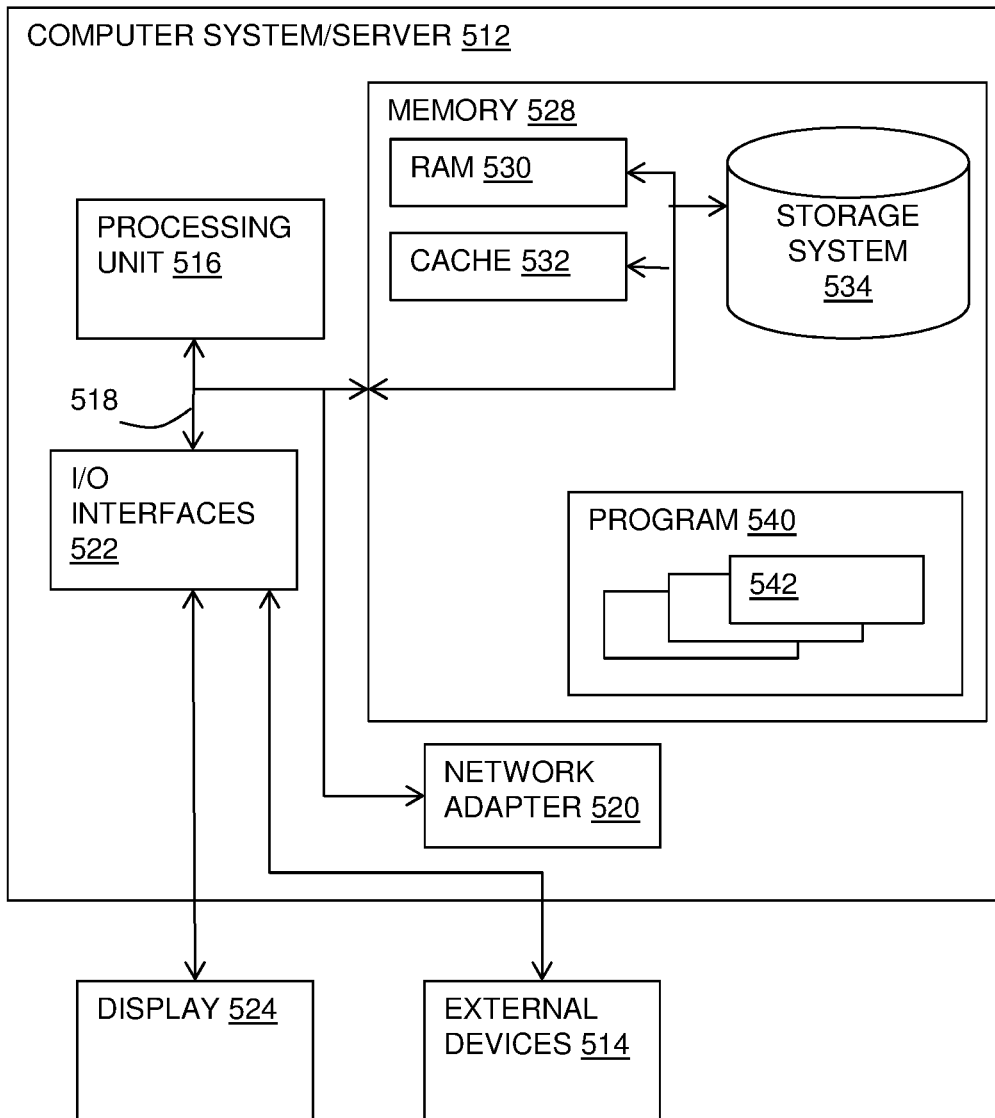 COMPUTER SYSTEM/SERVER 512
MEMORY 528
RAM 530
CACHE 532
STORAGE
SYSTEM
534
PROCESSING
UNIT 516
518
I/O
INTERFACES
522
PROGRAM 540
542
NETWORK
ADAPTER 520
DISPLAY 524
EXTERNAL
DEVICES 514